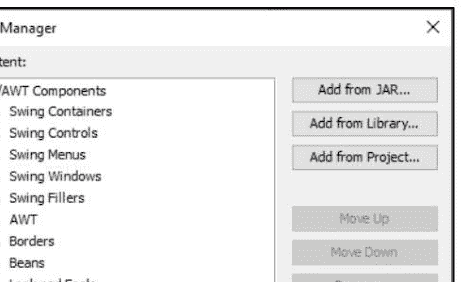 Manager
tent:
/AWT Components
Swing Containers
Swing Controls
Swing Menus
Swing Windows
Swing Fillers
AWT
Borders
Beans
Add from JAR...
Add from Library...
Add from Project...
Move Up
Move Down